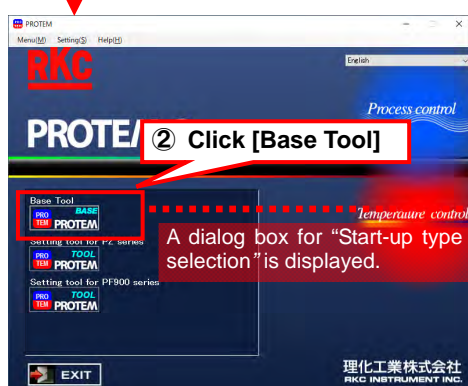 PROTEM
Menu(M) Setting(S) Help(H)
RKC
English
Process control
PROTEM
② Click [Base Tool]
Base Tool
PRO TEM BASE PROTEM
Temperature control
A dialog box for “Start-up type
selection” is displayed.
Setting tool for PZ series
PRO TEM TOOL PROTEM
Setting tool for PF900 series
PRO TEM TOOL PROTEM
EXIT
理化工業株式会社
RKC INSTRUMENT INC.